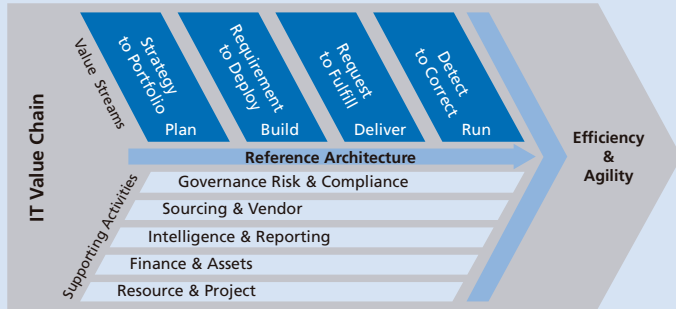 IT Value Chain
Value Streams
Strategy
to Portfolio
Plan
Requirement
to Deploy
Build
Request
to Fulfill
Deliver
Detect
to Correct
Run
Reference Architecture
Efficiency
&
Agility
Supporting Activities
Governance Risk & Compliance
Sourcing & Vendor
Intelligence & Reporting
Finance & Assets
Resource & Project